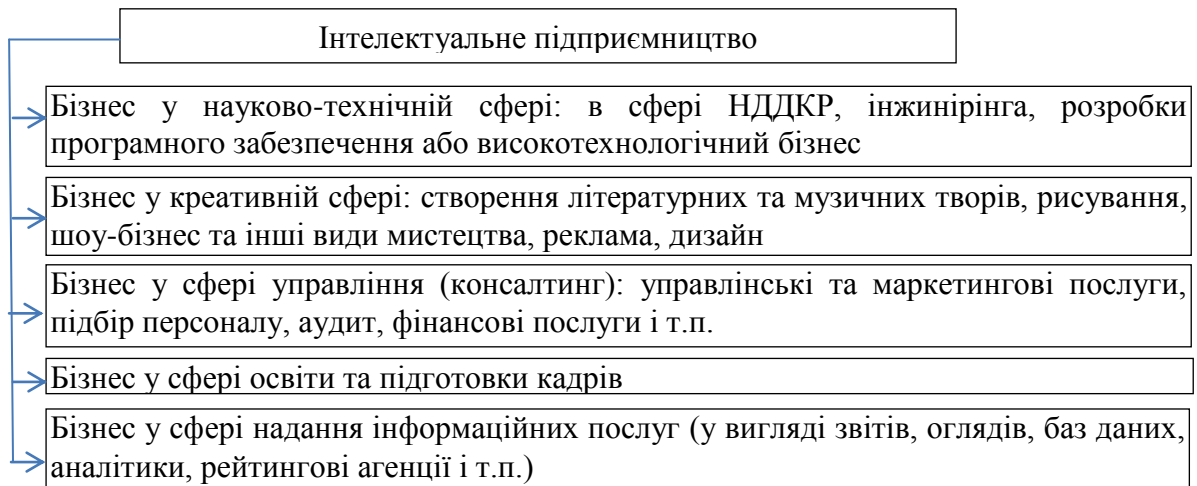 Інтелектуальне підприємництво
Бізнес у науково-технічній сфері: в сфері НДДКР, інжинірінга, розробки
програмного забезпечення або високотехнологічний бізнес
Бізнес у креативній сфері: створення літературних та музичних творів, рисування,
шоу-бізнес та інші види мистецтва, реклама, дизайн
Бізнес у сфері управління (консалтинг): управлінські та маркетингові послуги,
підбір персоналу, аудит, фінансові послуги і т.п.
Бізнес у сфері освіти та підготовки кадрів
Бізнес у сфері надання інформаційних послуг (у вигляді звітів, оглядів, баз даних,
аналітики, рейтингові агенції і т.п.)